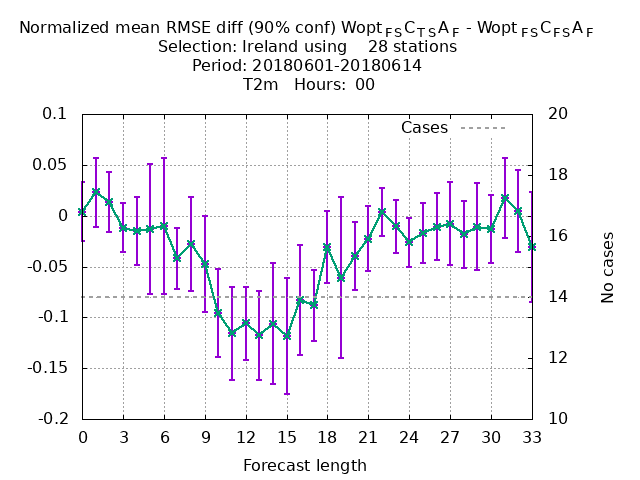 Normalized mean RMSE diff (90% conf) Wopt FS C T S A F - Wopt FS C F S A F
Selection: Ireland using 28 stations
Period: 20180601-20180614
T2m Hours: 00
0.1
0.05
0
-0.05
-0.1
-0.15
-0.2
Cases
20
18
16
14
12
10
No cases
0 3 6 9 12 15 18 21 24 27 30 33
Forecast length